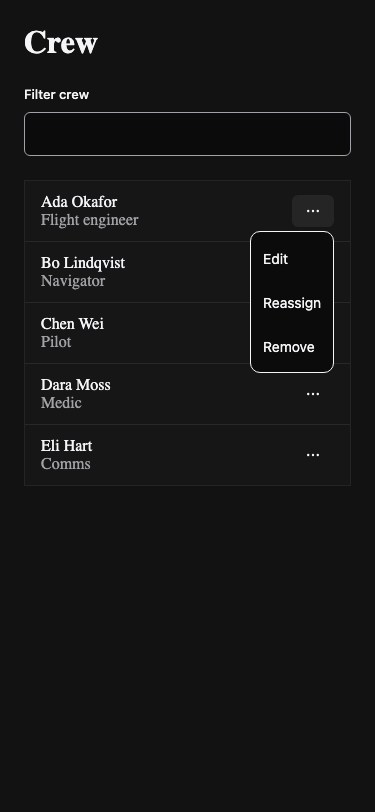 Crew
Filter crew
Ada Okafor
Flight engineer
...
Edit
Reassign
Remove
Bo Lindqvist
Navigator
Chen Wei
Pilot
Dara Moss
Medic
...
Eli Hart
Comms
...